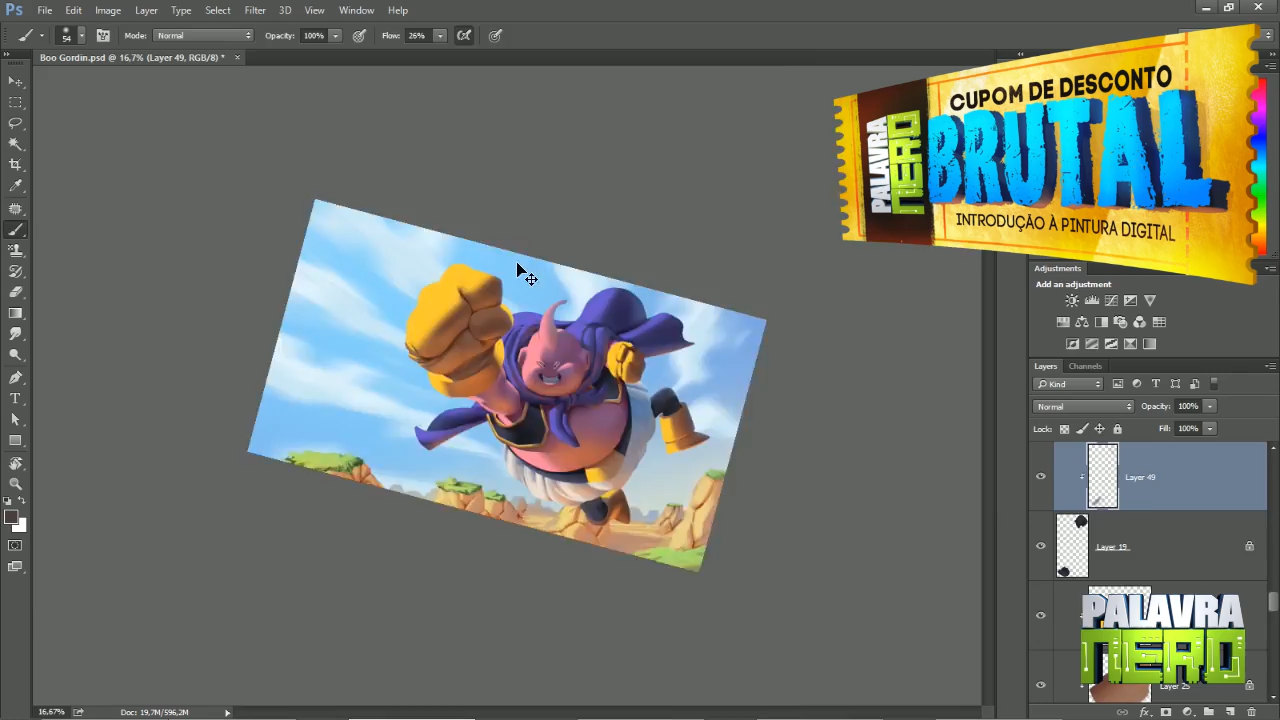 Ps File Edit Image Layer Type Select Filter 3D View Window Help
54 Mode: Normal Opacity: 100% Flow: 26%
Boo Gordin.psd @ 16,7% (Layer 49, RGB/8) * ×
CUPOM DE DESCONTO
PALAVRA
NERD
BRUTAL
INTRODUÇÃO À PINTURA DIGITAL
Adjustments
Add an adjustment
Layers Channels
Kind
Normal Opacity: 100%
Lock: Fill: 100%
Layer 49
Layer 19
PALAVRA
NERD
Layer 25
16,67% Doc: 19,7M/596,2M